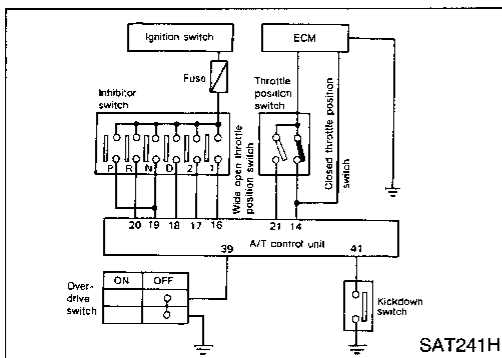 Ignition switch
ECM
Fuse
Inhibitor
switch
Throttle
position
switch
P R N D 2 1
Wide open throttle
position switch
Closed throttle position
switch
20 19 18 17 16 21 14
A/T control unit
39 41
ON OFF
Over-
drive
switch
Kickdown
switch
SAT241H